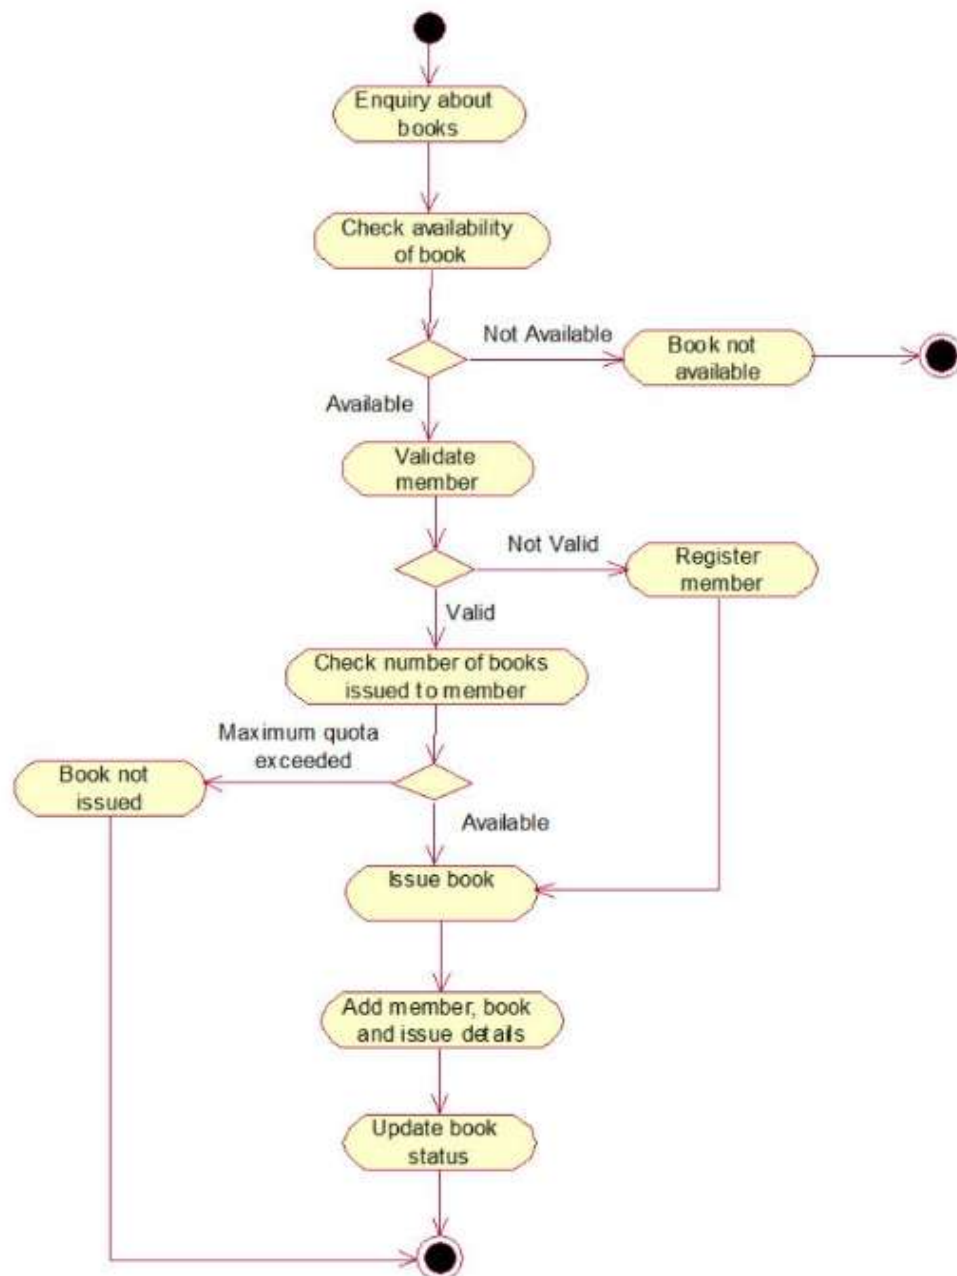 Enquiry about
books
Check availability
of book
Not Available
Book not
available
Available
Validate
member
Not Valid
Register
member
Valid
Check number of books
issued to member
Maximum quota
exceeded
Book not
issued
Available
Issue book
Add member, book
and issue details
Update book
status